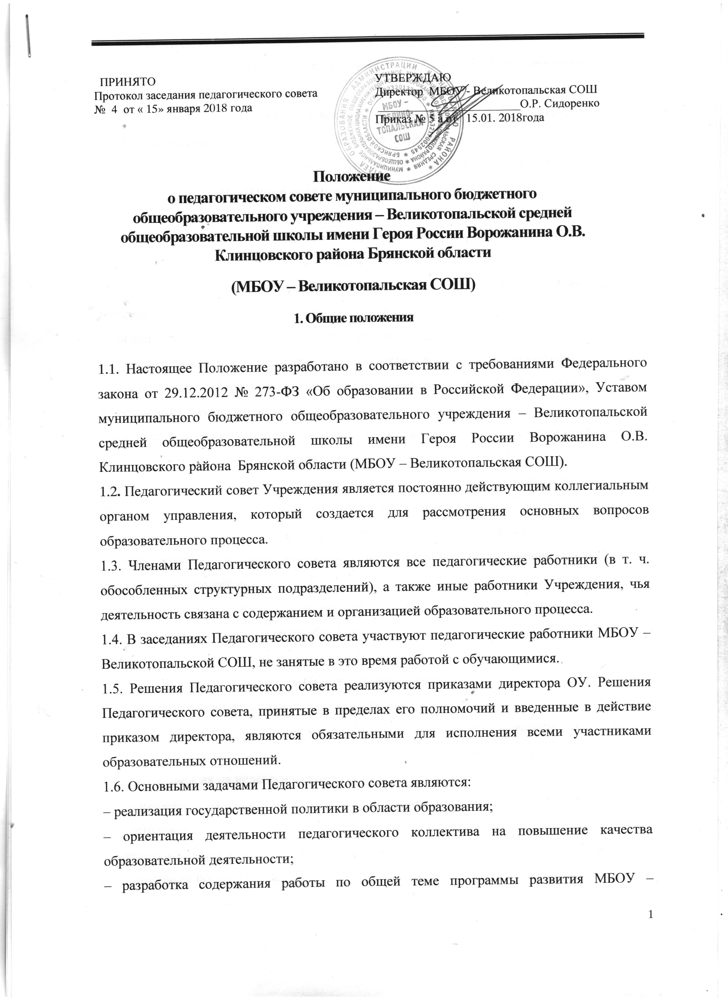 ПРИНЯТО
Протокол заседания педагогического совета
№ 4 от « 15» января 2018 года
УТВЕРЖДАЮ
Директор МБОУ - Великотопальская СОШ
О.Р. Сидоренко
Приказ № 5 а от 15.01. 2018года
МБОУ –
ВЕЛИКО-
ТОПАЛЬСКАЯ
СОШ
Положение
о педагогическом совете муниципального бюджетного
общеобразовательного учреждения – Великотопальской средней
общеобразовательной школы имени Героя России Ворожанина О.В.
Клинцовского района Брянской области
(МБОУ – Великотопальская СОШ)
1. Общие положения
1.1. Настоящее Положение разработано в соответствии с требованиями Федерального
закона от 29.12.2012 № 273-ФЗ «Об образовании в Российской Федерации», Уставом
муниципального бюджетного общеобразовательного учреждения – Великотопальской
средней общеобразовательной школы имени Героя России Ворожанина О.В.
Клинцовского района Брянской области (МБОУ – Великотопальская СОШ).
1.2. Педагогический совет Учреждения является постоянно действующим коллегиальным
органом управления, который создается для рассмотрения основных вопросов
образовательного процесса.
1.3. Членами Педагогического совета являются все педагогические работники (в т. ч.
обособленных структурных подразделений), а также иные работники Учреждения, чья
деятельность связана с содержанием и организацией образовательного процесса.
1.4. В заседаниях Педагогического совета участвуют педагогические работники МБОУ –
Великотопальской СОШ, не занятые в это время работой с обучающимися.
1.5. Решения Педагогического совета реализуются приказами директора ОУ. Решения
Педагогического совета, принятые в пределах его полномочий и введенные в действие
приказом директора, являются обязательными для исполнения всеми участниками
образовательных отношений.
1.6. Основными задачами Педагогического совета являются:
– реализация государственной политики в области образования;
– ориентация деятельности педагогического коллектива на повышение качества
образовательной деятельности;
– разработка содержания работы по общей теме программы развития МБОУ –
1